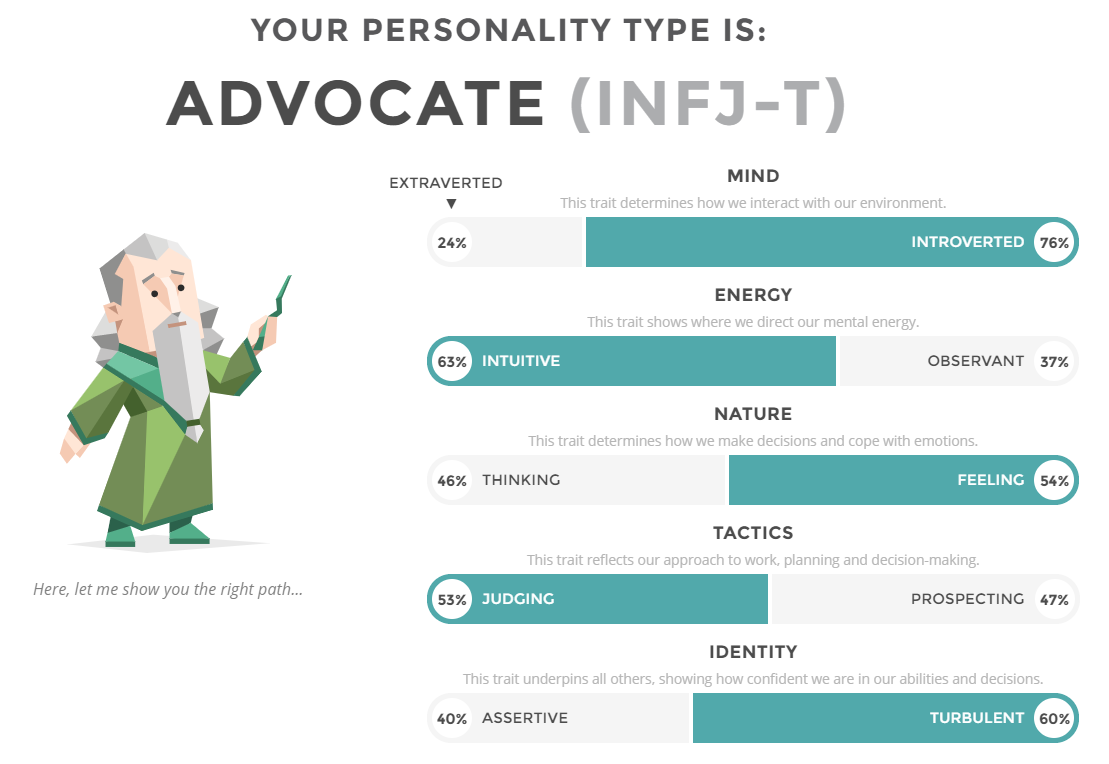 YOUR PERSONALITY TYPE IS:
ADVOCATE (INFJ-T)
MIND
EXTRAVERTED
This trait determines how we interact with our environment.
24% INTROVERTED 76%
ENERGY
This trait shows where we direct our mental energy.
63% INTUITIVE OBSERVANT 37%
NATURE
This trait determines how we make decisions and cope with emotions.
46% THINKING FEELING 54%
TACTICS
This trait reflects our approach to work, planning and decision-making.
53% JUDGING PROSPECTING 47%
IDENTITY
This trait underpins all others, showing how confident we are in our abilities and decisions.
40% ASSERTIVE TURBULENT 60%
Here, let me show you the right path...